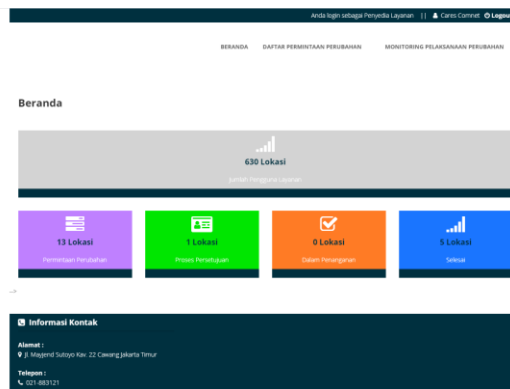 Anda login sebagai Penyedia Layanan || Cares Comnet Logout
BERANDA DAFTAR PERMINTAAN PERUBAHAN MONITORING PELAKSANAAN PERUBAHAN
Beranda
630 Lokasi
Jumlah Pengguna Layanan
13 Lokasi
Permintaan Perubahan
1 Lokasi
Proses Persetujuan
0 Lokasi
Dalam Penanganan
5 Lokasi
Selesai
-->
Informasi Kontak
Alamat :
Jl. Mayjend Sutoyo Kav. 22 Cawang Jakarta Timur
Telepon :
021-883121